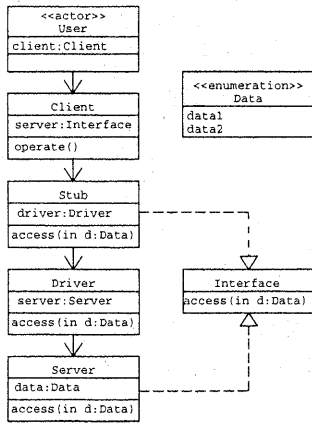 <<actor>>
User
client:Client
Client
server:Interface
operate()
<<enumeration>>
Data
data1
data2
Stub
driver:Driver
access(in d:Data)
Driver
server:Server
access(in d:Data)
Interface
access(in d:Data)
Server
data:Data
access(in d:Data)